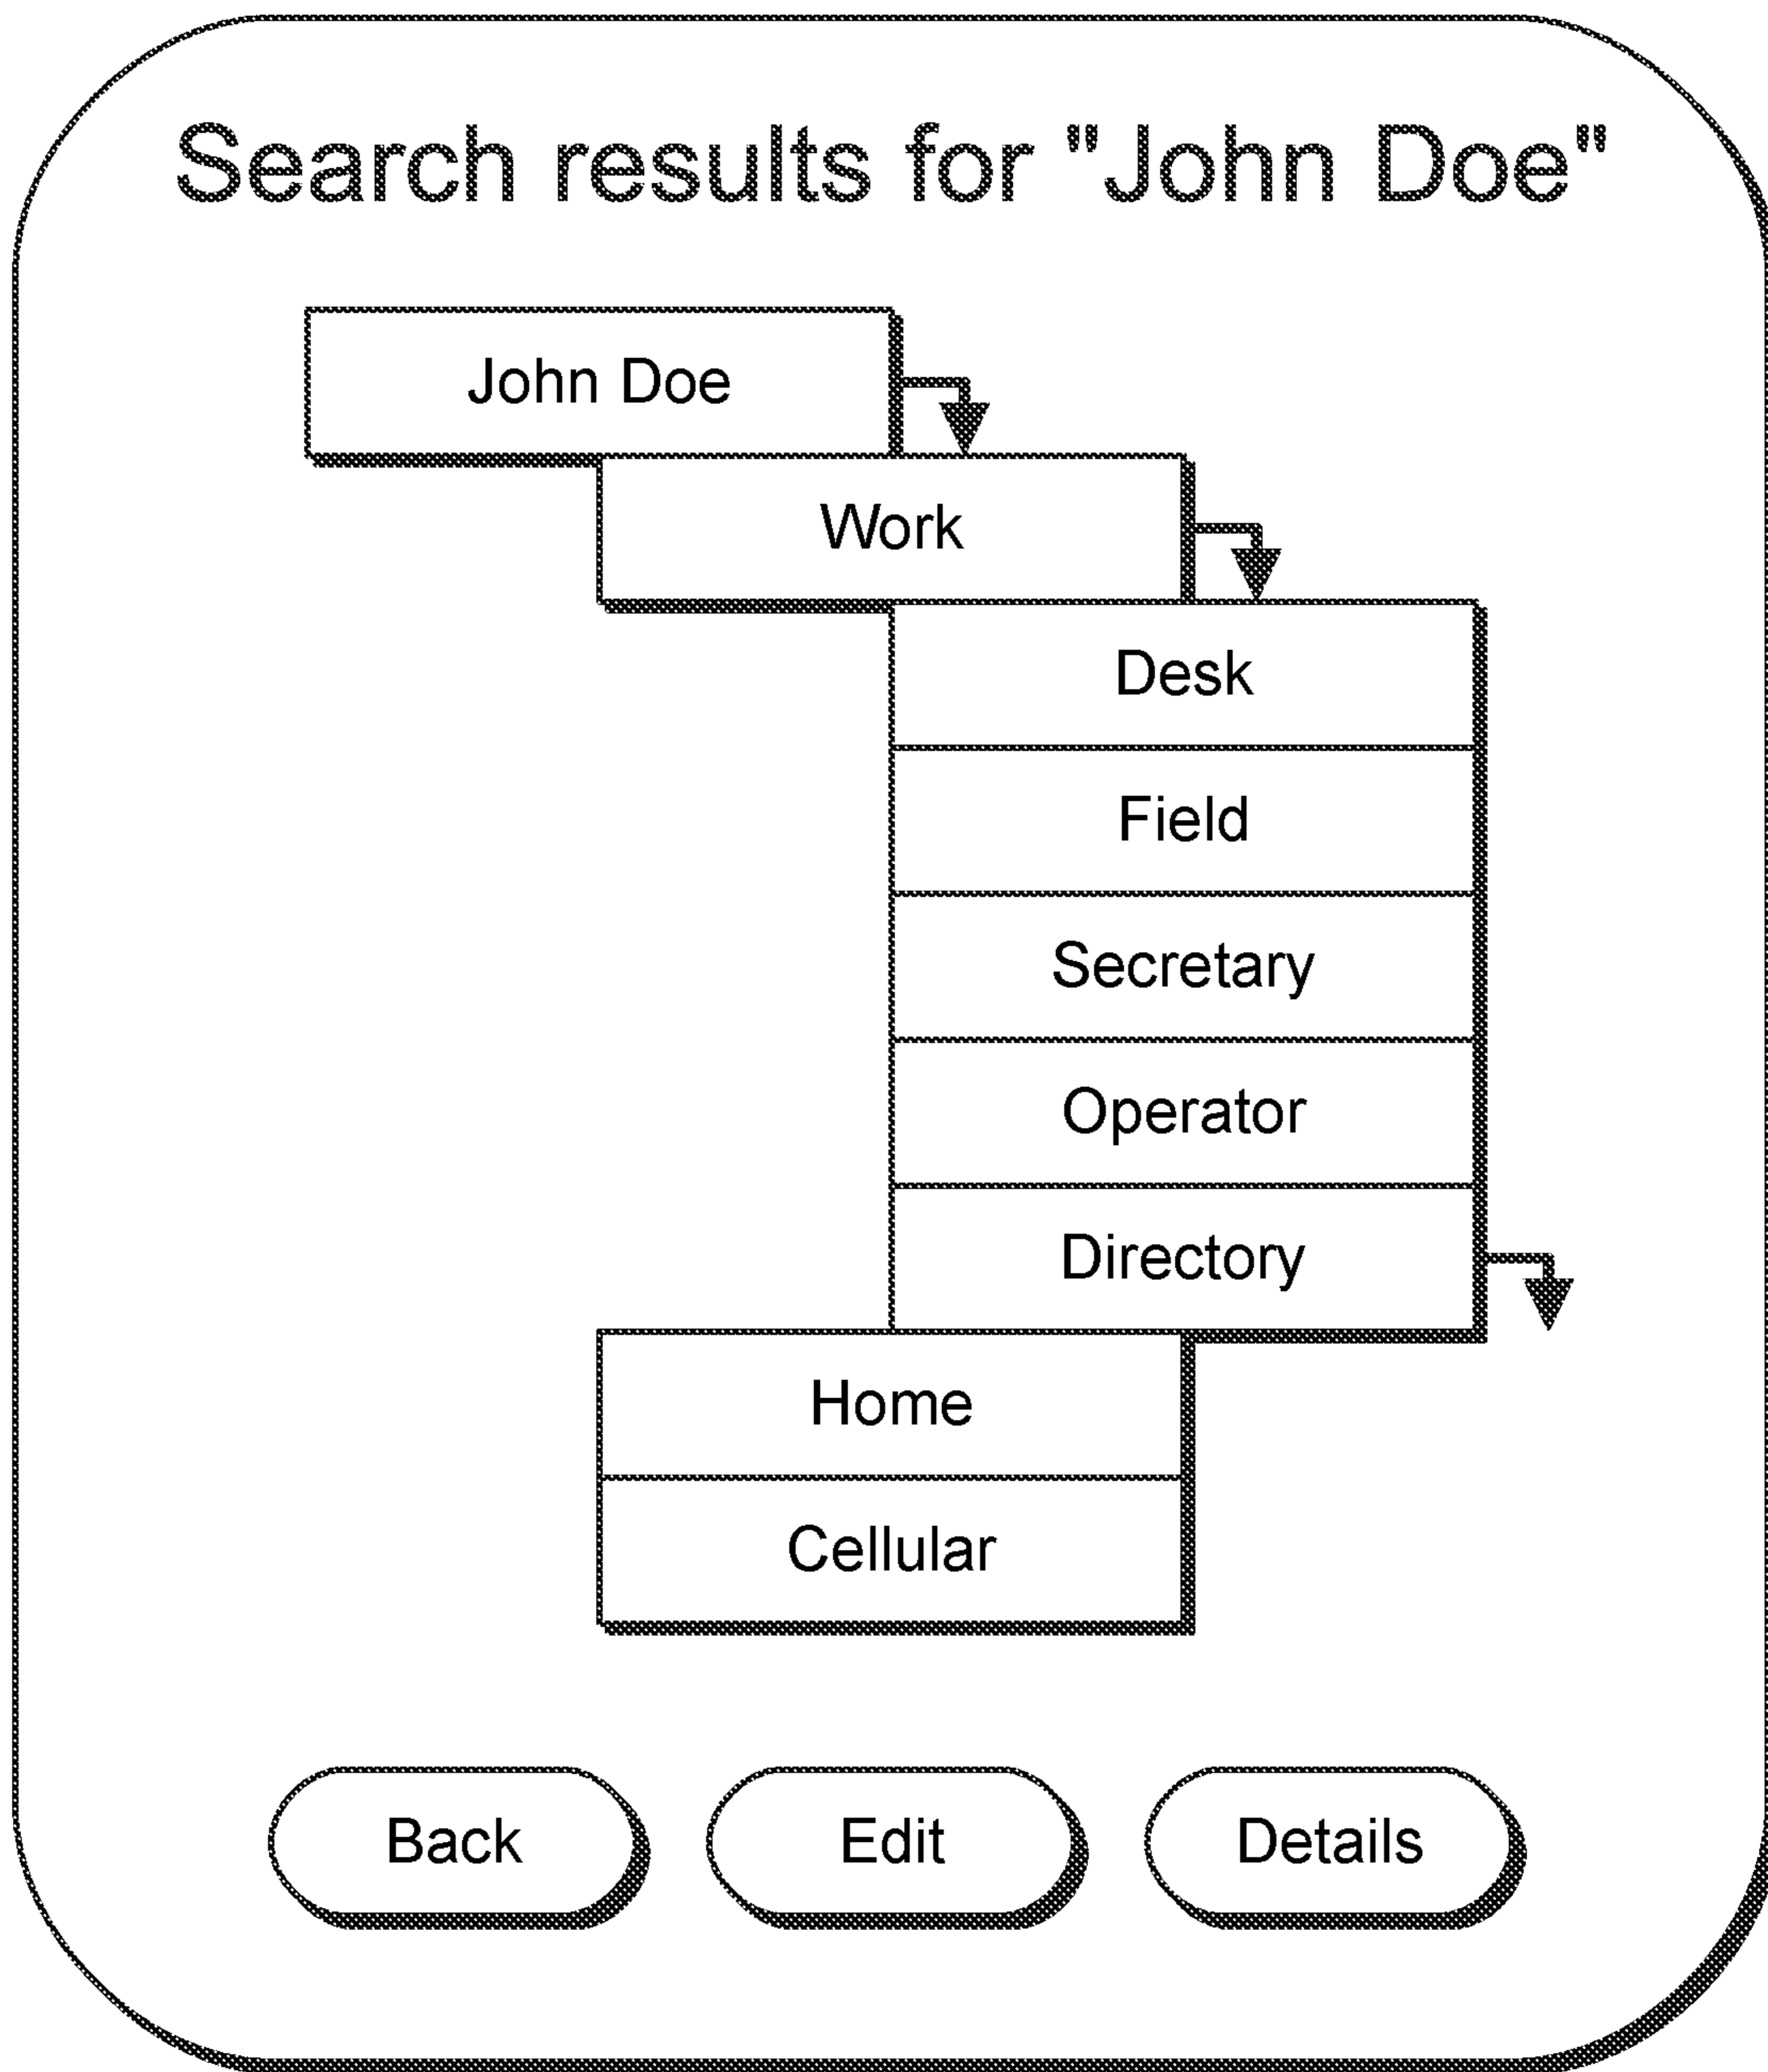 Search results for "John Doe"
John Doe
Work
Desk
Field
Secretary
Operator
Directory
Home
Cellular
Back
Edit
Details